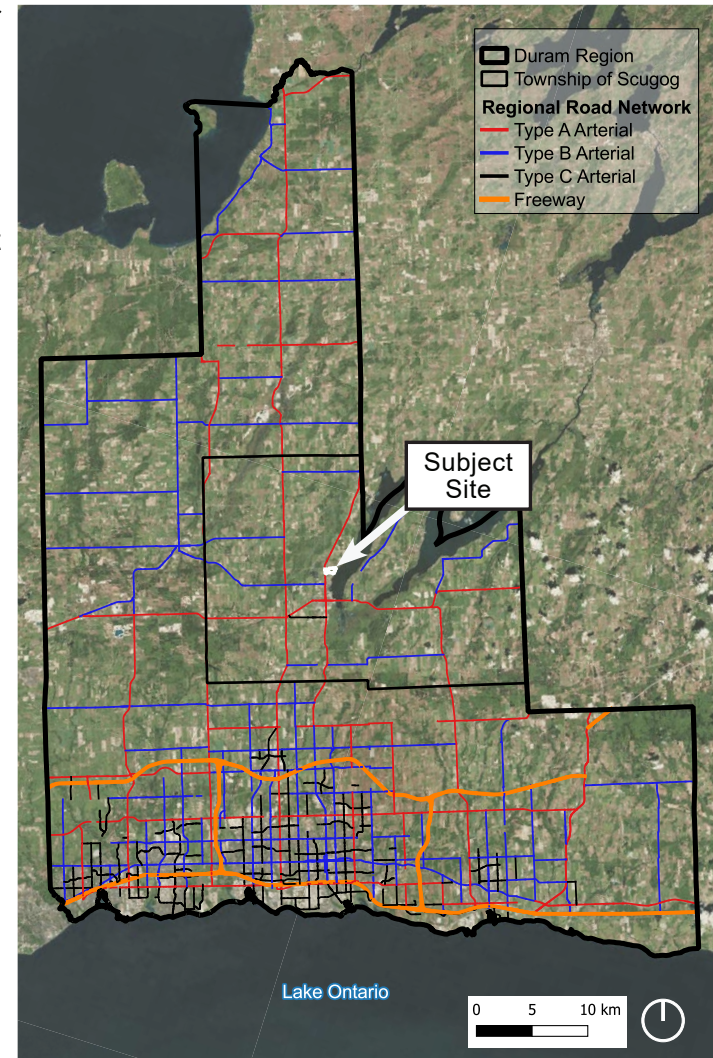 Duram Region
Township of Scugog
Regional Road Network
Type A Arterial
Type B Arterial
Type C Arterial
Freeway
Subject
Site
Lake Ontario
0 5 10 km